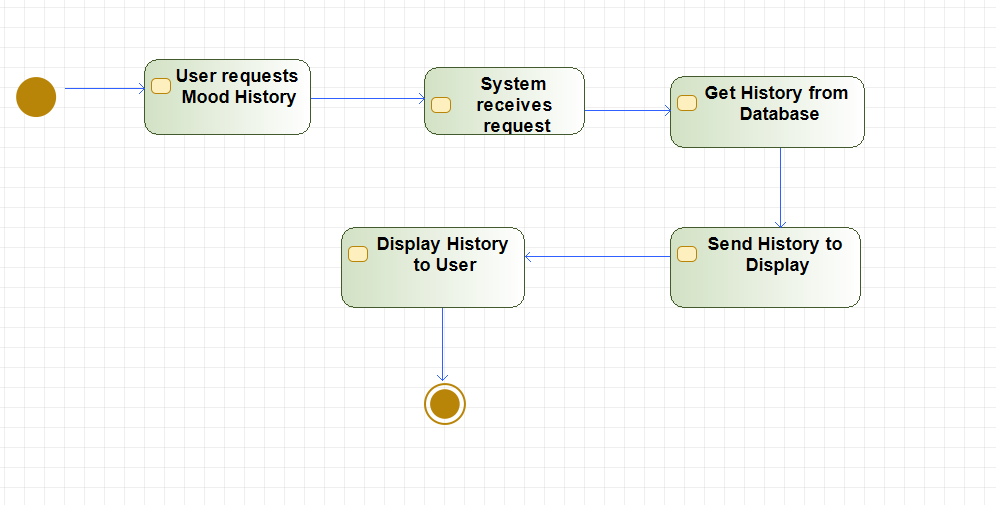 User requests
Mood History
System
receives
request
Get History from
Database
Send History to
Display
Display History
to User